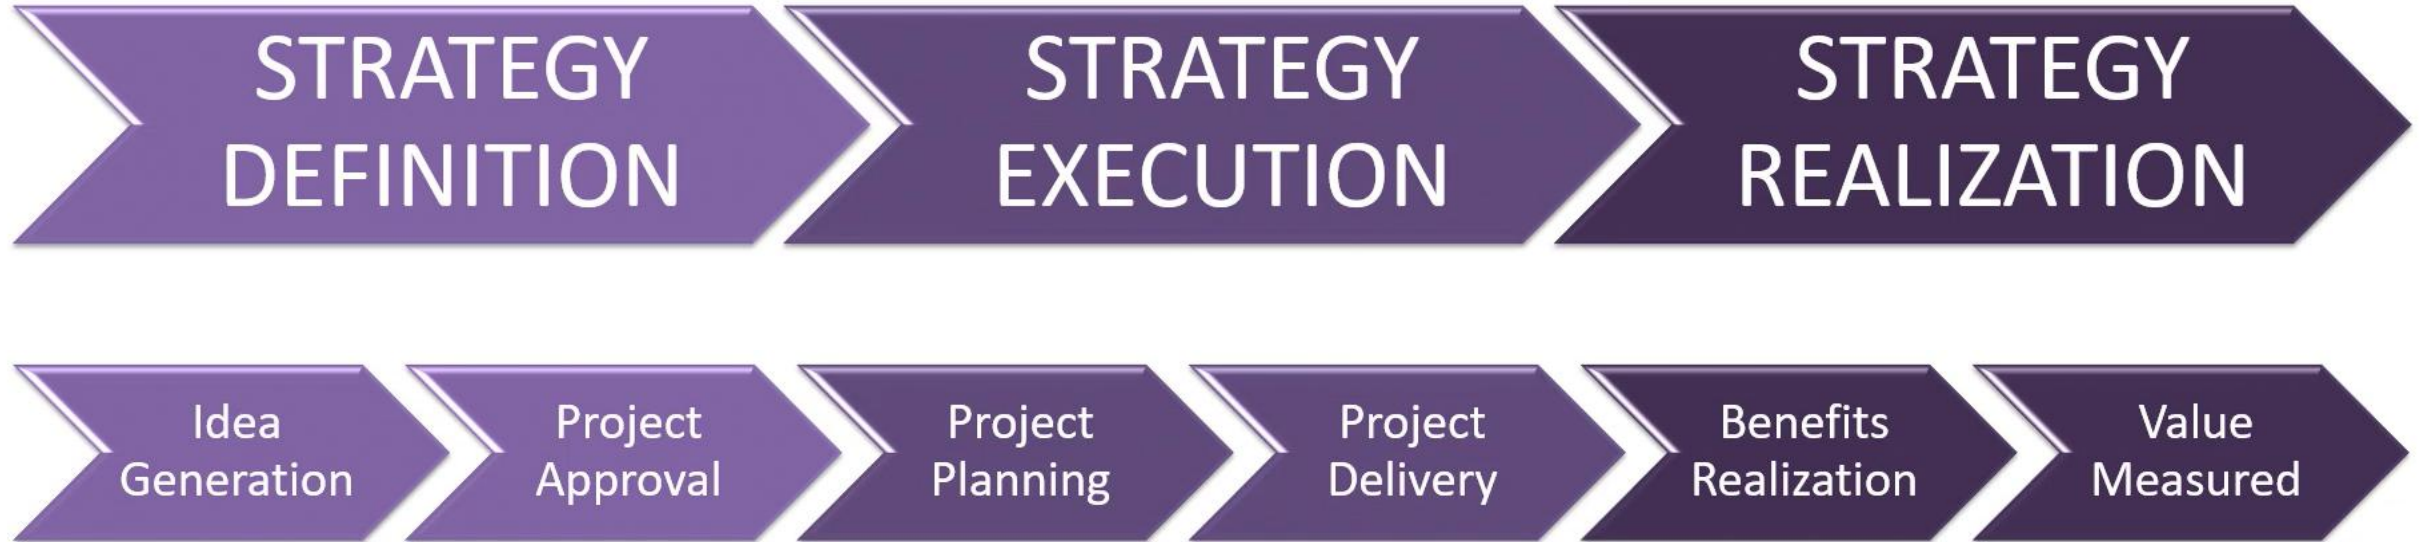 STRATEGY
DEFINITION
STRATEGY
EXECUTION
STRATEGY
REALIZATION
Idea
Generation
Project
Approval
Project
Planning
Project
Delivery
Benefits
Realization
Value
Measured